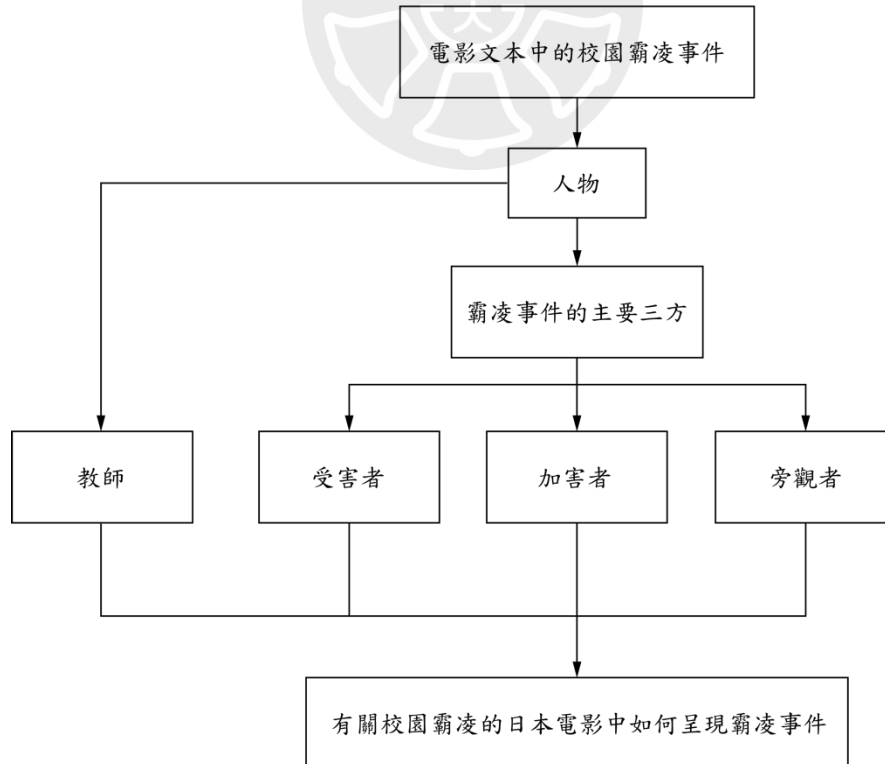 電影文本中的校園霸凌事件
人物
霸凌事件的主要三方
教師
受害者
加害者
旁觀者
有關校園霸凌的日本電影中如何呈現霸凌事件